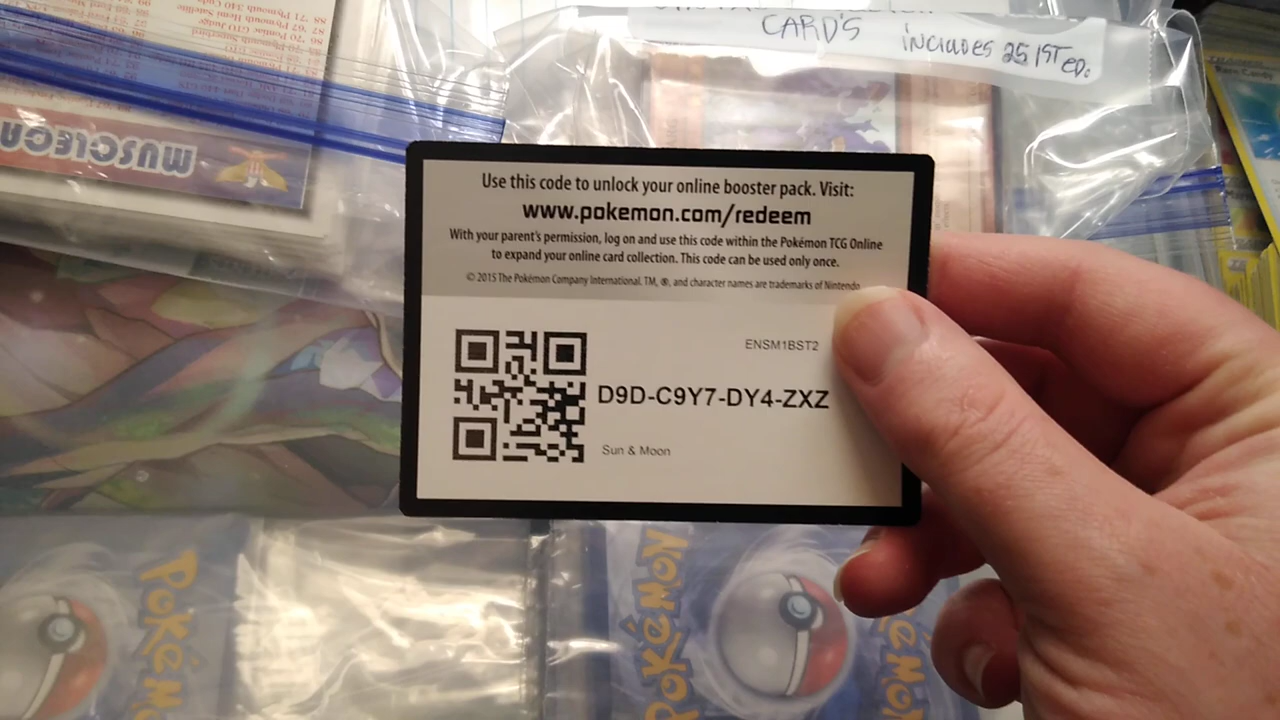 CARD'S INCLUDES 25 1ST ED.
MUSCLECA
Use this code to unlock your online booster pack. Visit:
www.pokemon.com/redeem
With your parent's permission, log on and use this code within the Pokémon TCG Online
to expand your online card collection. This code can be used only once.
© 2015 The Pokémon Company International. TM, ®, and character names are trademarks of Nintendo
ENSM1BST2
D9D-C9Y7-DY4-ZXZ
Sun & Moon
POKéM
POKéMON
POKéMON